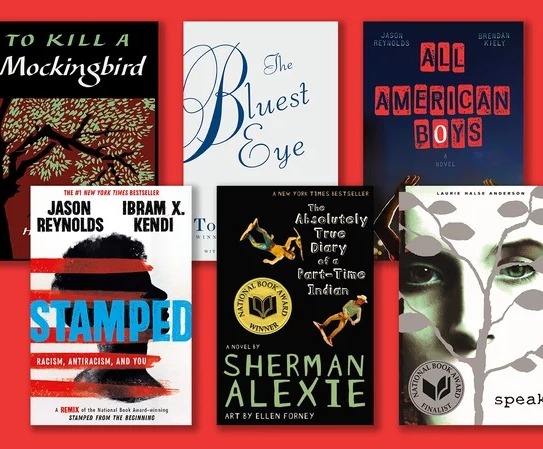 TO KILL A
Mockingbird
H
The
Bluest
Eye
To
WINN
WIT
JASON
REYNOLDS
BRENDAN
KIELY
ALL
AMERICAN
BOYS
A
NOVEL
THE #1 NEW YORK TIMES BESTSELLER
JASON
REYNOLDS
IBRAM X.
KENDI
STAMPED
RACISM, ANTIRACISM, AND YOU
A REMIX of the National Book Award–winning
STAMPED FROM THE BEGINNING
A NEW YORK TIMES BESTSELLER
The
Absolutely
True
Diary
of a
Part-Time
Indian
NATIONAL BOOK AWARD
WINNER
A NOVEL BY
SHERMAN
ALEXIE
ART BY ELLEN FORNEY
LAURIE HALSE ANDERSON
NATIONAL BOOK AWARD
FINALIST
speak